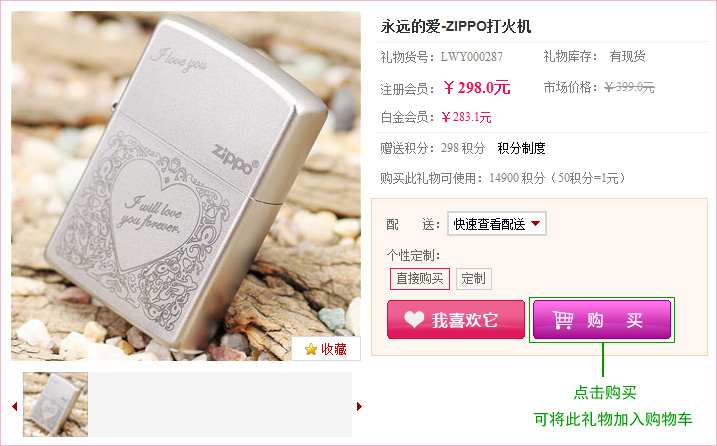 永远的爱-ZIPPO打火机
礼物货号：LWY000287 礼物库存： 有现货
注册会员：￥298.0元 市场价格：￥399.0元
白金会员：￥283.1元
赠送积分：298 积分 积分制度
购买此礼物可使用：14900 积分（50积分=1元）
配 送：快速查看配送
个性定制：
直接购买 定制
我喜欢它 购 买
点击购买
可将此礼物加入购物车
I love you
zippo®
I will love
you forever.
收藏